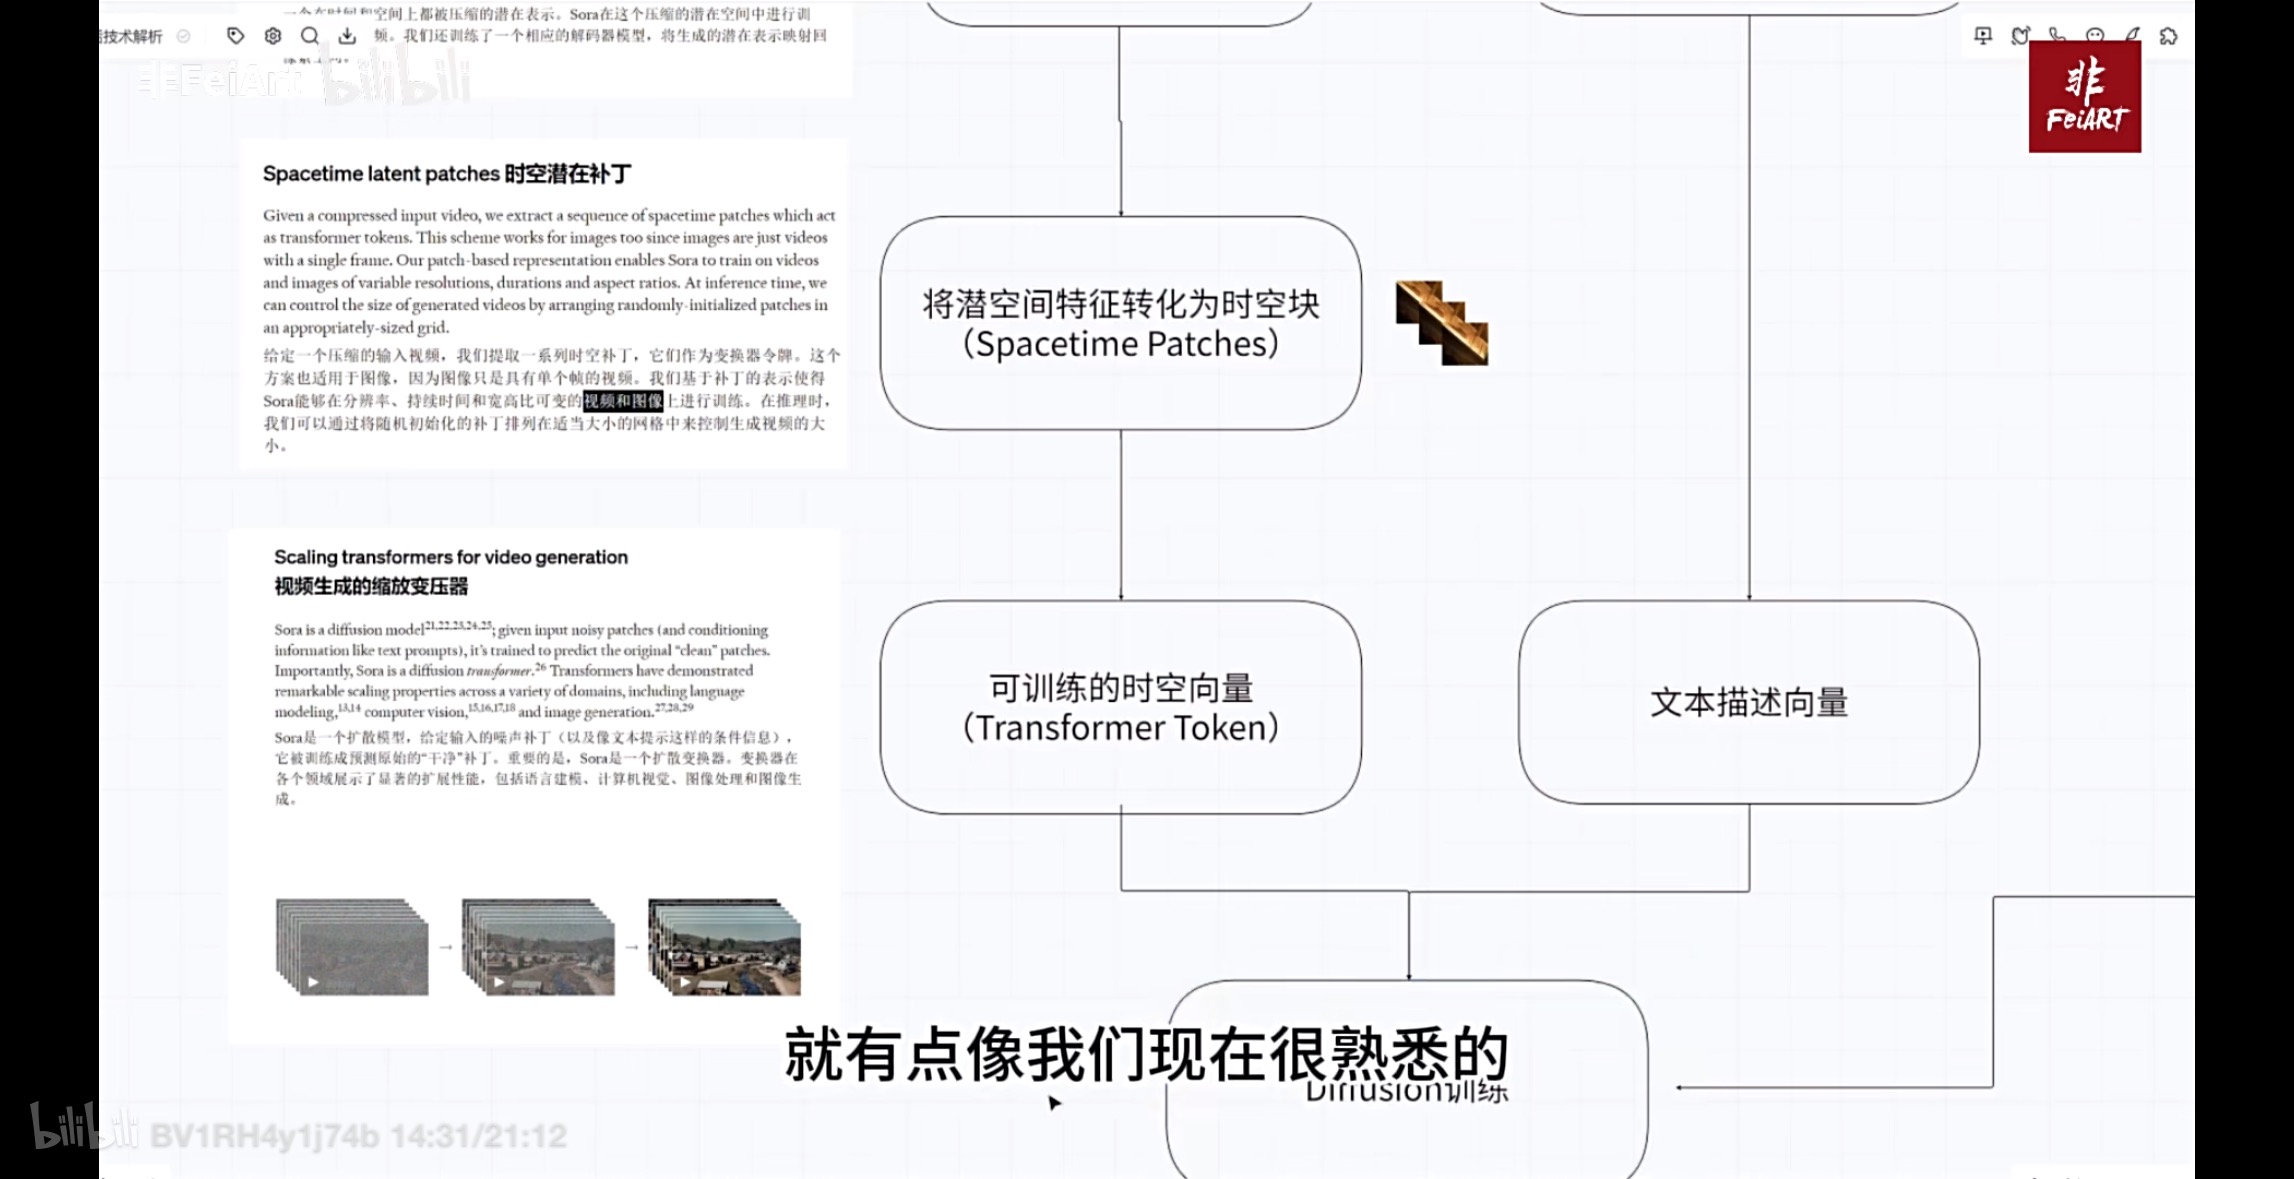 一个在时间和空间上都被压缩的潜在表示。Sora在这个压缩的潜在空间中进行训
技术解析
频。我们还训练了一个相应的解码器模型，将生成的潜在表示映射回
非FeiArt bilibili
非
FeiART
Spacetime latent patches 时空潜在补丁
Given a compressed input video, we extract a sequence of spacetime patches which act
as transformer tokens. This scheme works for images too since images are just videos
with a single frame. Our patch-based representation enables Sora to train on videos
and images of variable resolutions, durations and aspect ratios. At inference time, we
can control the size of generated videos by arranging randomly-initialized patches in
an appropriately-sized grid.
给定一个压缩的输入视频，我们提取一系列时空补丁，它们作为变换器令牌。这个
方案也适用于图像，因为图像只是具有单个帧的视频。我们基于补丁的表示使得
Sora能够在分辨率、持续时间和宽高比可变的视频和图像上进行训练。在推理时，
我们可以通过将随机初始化的补丁排列在适当大小的网格中来控制生成视频的大
小。
将潜空间特征转化为时空块
（Spacetime Patches）
Scaling transformers for video generation
视频生成的缩放变压器
Sora is a diffusion model21,22,23,24,25; given input noisy patches (and conditioning
information like text prompts), it's trained to predict the original “clean” patches.
Importantly, Sora is a diffusion transformer.26 Transformers have demonstrated
remarkable scaling properties across a variety of domains, including language
modeling,13,14 computer vision,15,16,17,18 and image generation.27,28,29
Sora是一个扩散模型，给定输入的噪声补丁（以及像文本提示这样的条件信息），
它被训练成预测原始的“干净”补丁。重要的是，Sora是一个扩散变换器。变换器在
各个领域展示了显著的扩展性能，包括语言建模、计算机视觉、图像处理和图像生
成。
可训练的时空向量
（Transformer Token）
文本描述向量
就有点像我们现在很熟悉的
Diffusion训练
bilibili BV1RH4y1j74b 14:31/21:12